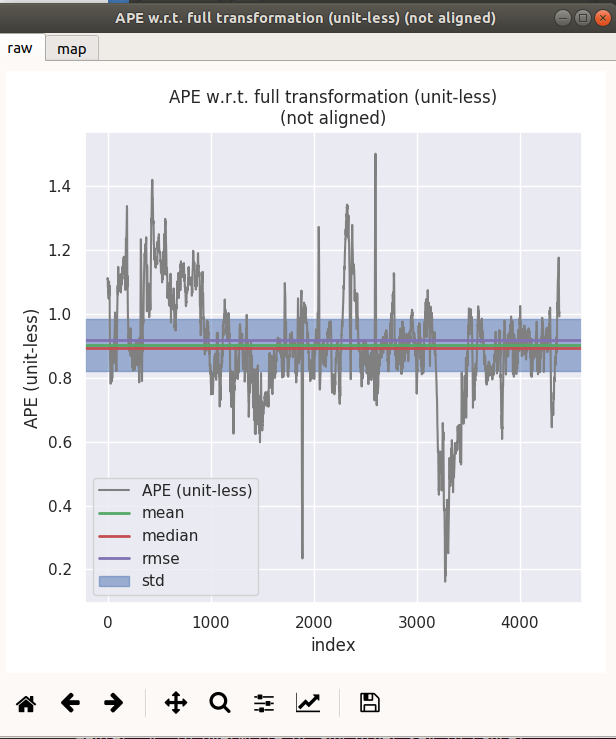 APE w.r.t. full transformation (unit-less) (not aligned)
raw
map
APE w.r.t. full transformation (unit-less)
(not aligned)
1.4
1.2
1.0
0.8
0.6
0.4
0.2
APE (unit-less)
APE (unit-less)
mean
median
rmse
std
0
1000
2000
3000
4000
index